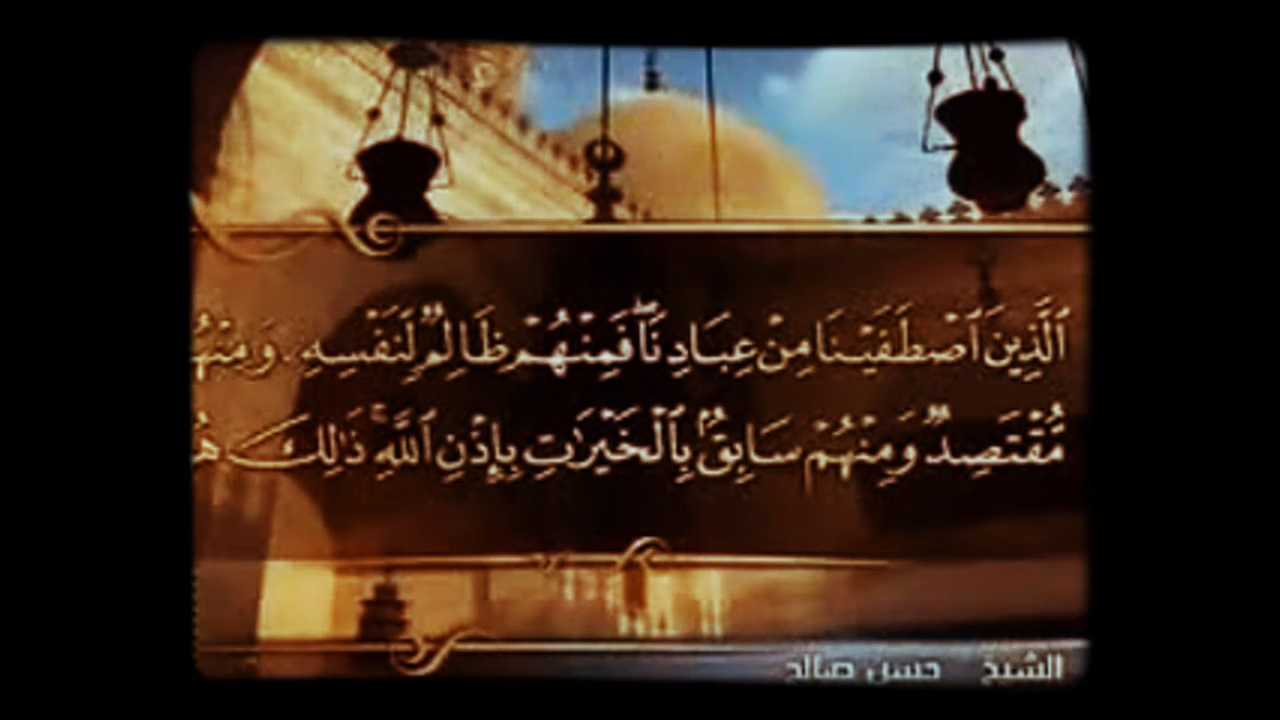 ٱلَّذِينَ ٱصْطَفَيْنَا مِنْ عِبَادِنَاۖ فَمِنْهُمْ ظَالِمٌ لِّنَفْسِهِۦ وَمِنْهُ
مُّقْتَصِدٌ وَمِنْهُمْ سَابِقٌۢ بِٱلْخَيْرَٰتِ بِإِذْنِ ٱللَّهِۚ ذَٰلِكَ هُ
الشيخ حسن صالح